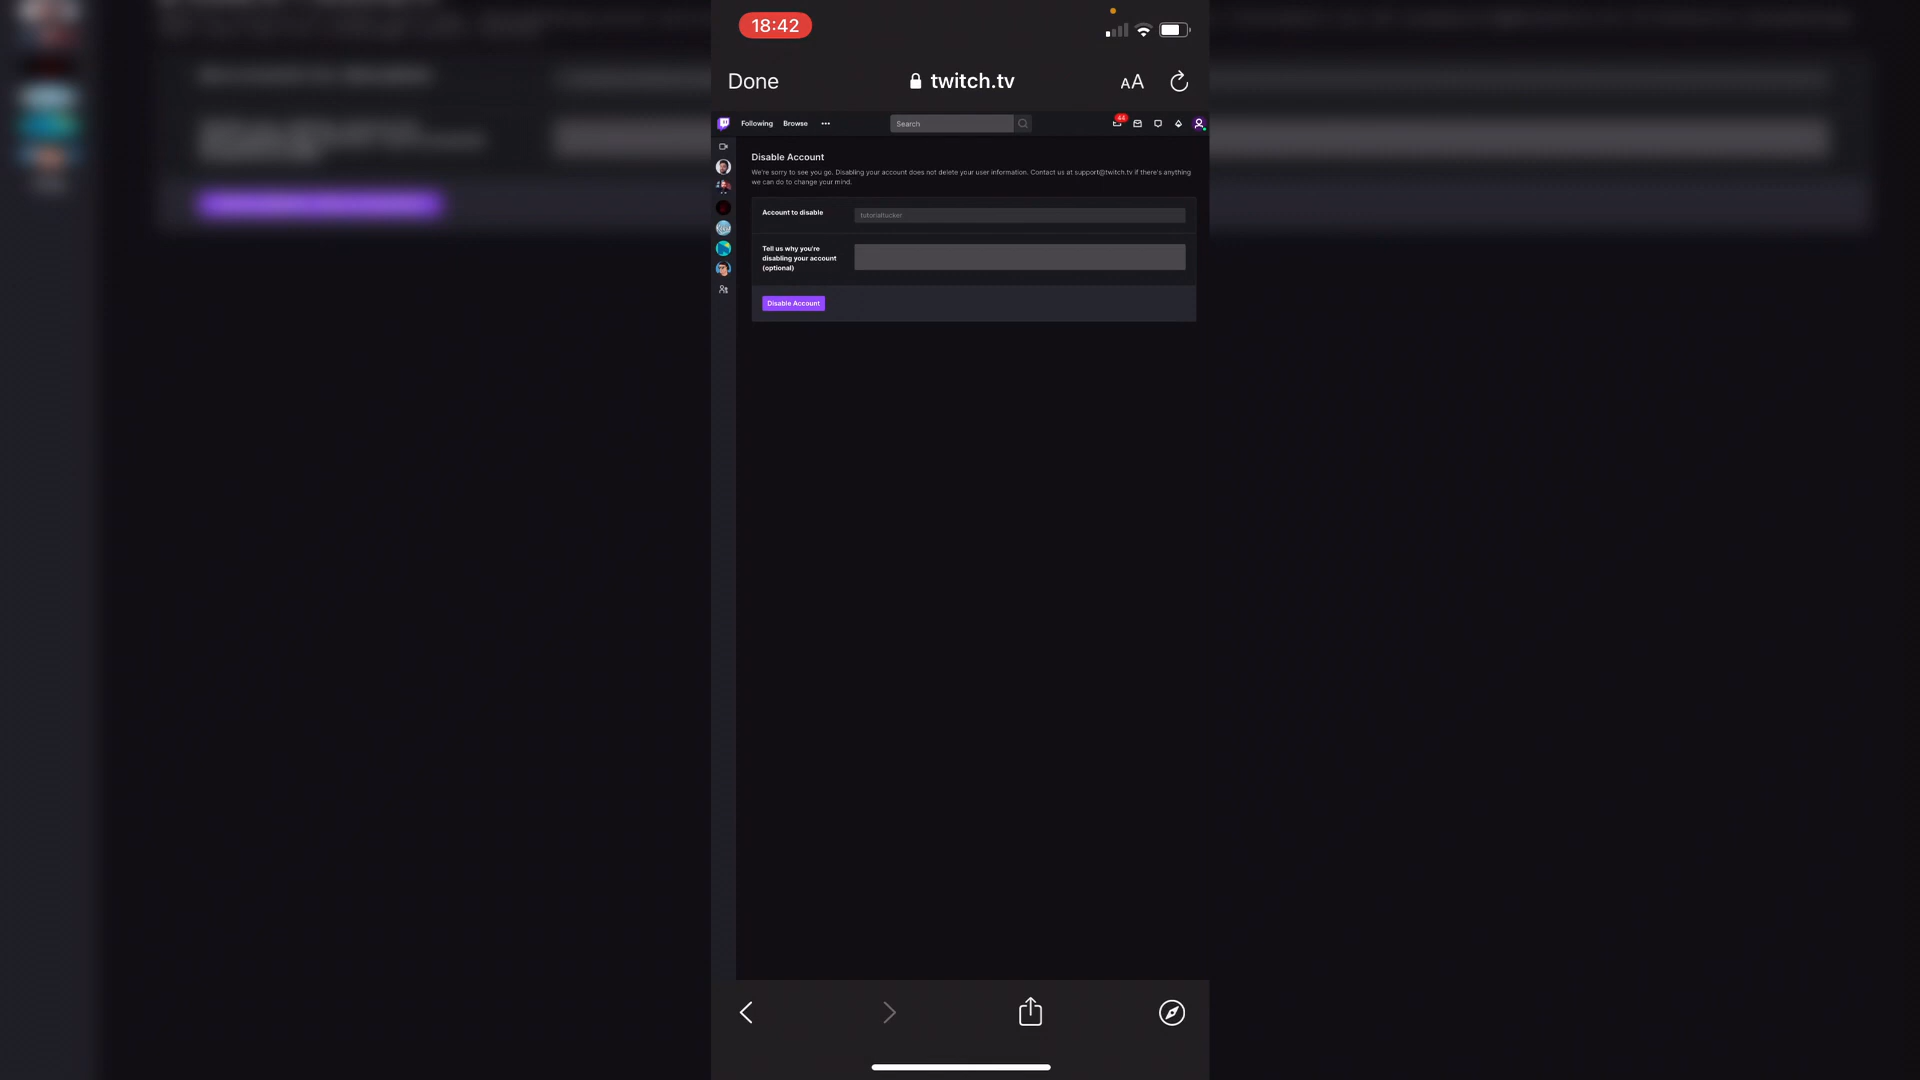 18:42
Done
twitch.tv
AA
Following
Browse
Search
44
Disable Account
We're sorry to see you go. Disabling your account does not delete your user information. Contact us at support@twitch.tv if there's anything
we can do to change your mind.
Account to disable
tutorialtucker
Tell us why you're
disabling your account
(optional)
Disable Account